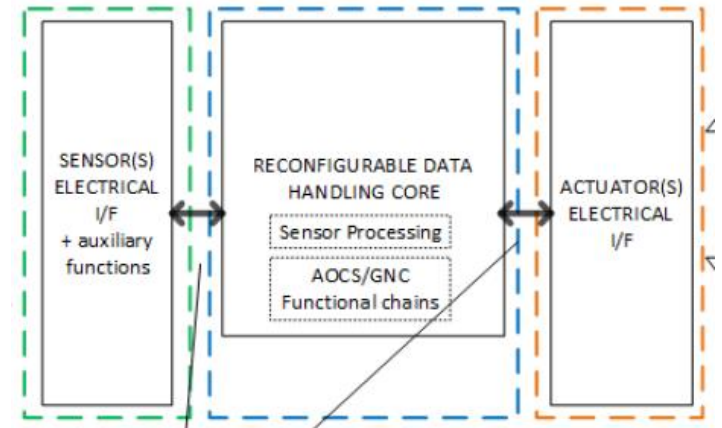 SENSOR(S)
ELECTRICAL
I/F
+ auxiliary
functions
RECONFIGURABLE DATA
HANDLING CORE
Sensor Processing
AOCS/GNC
Functional chains
ACTUATOR(S)
ELECTRICAL
I/F